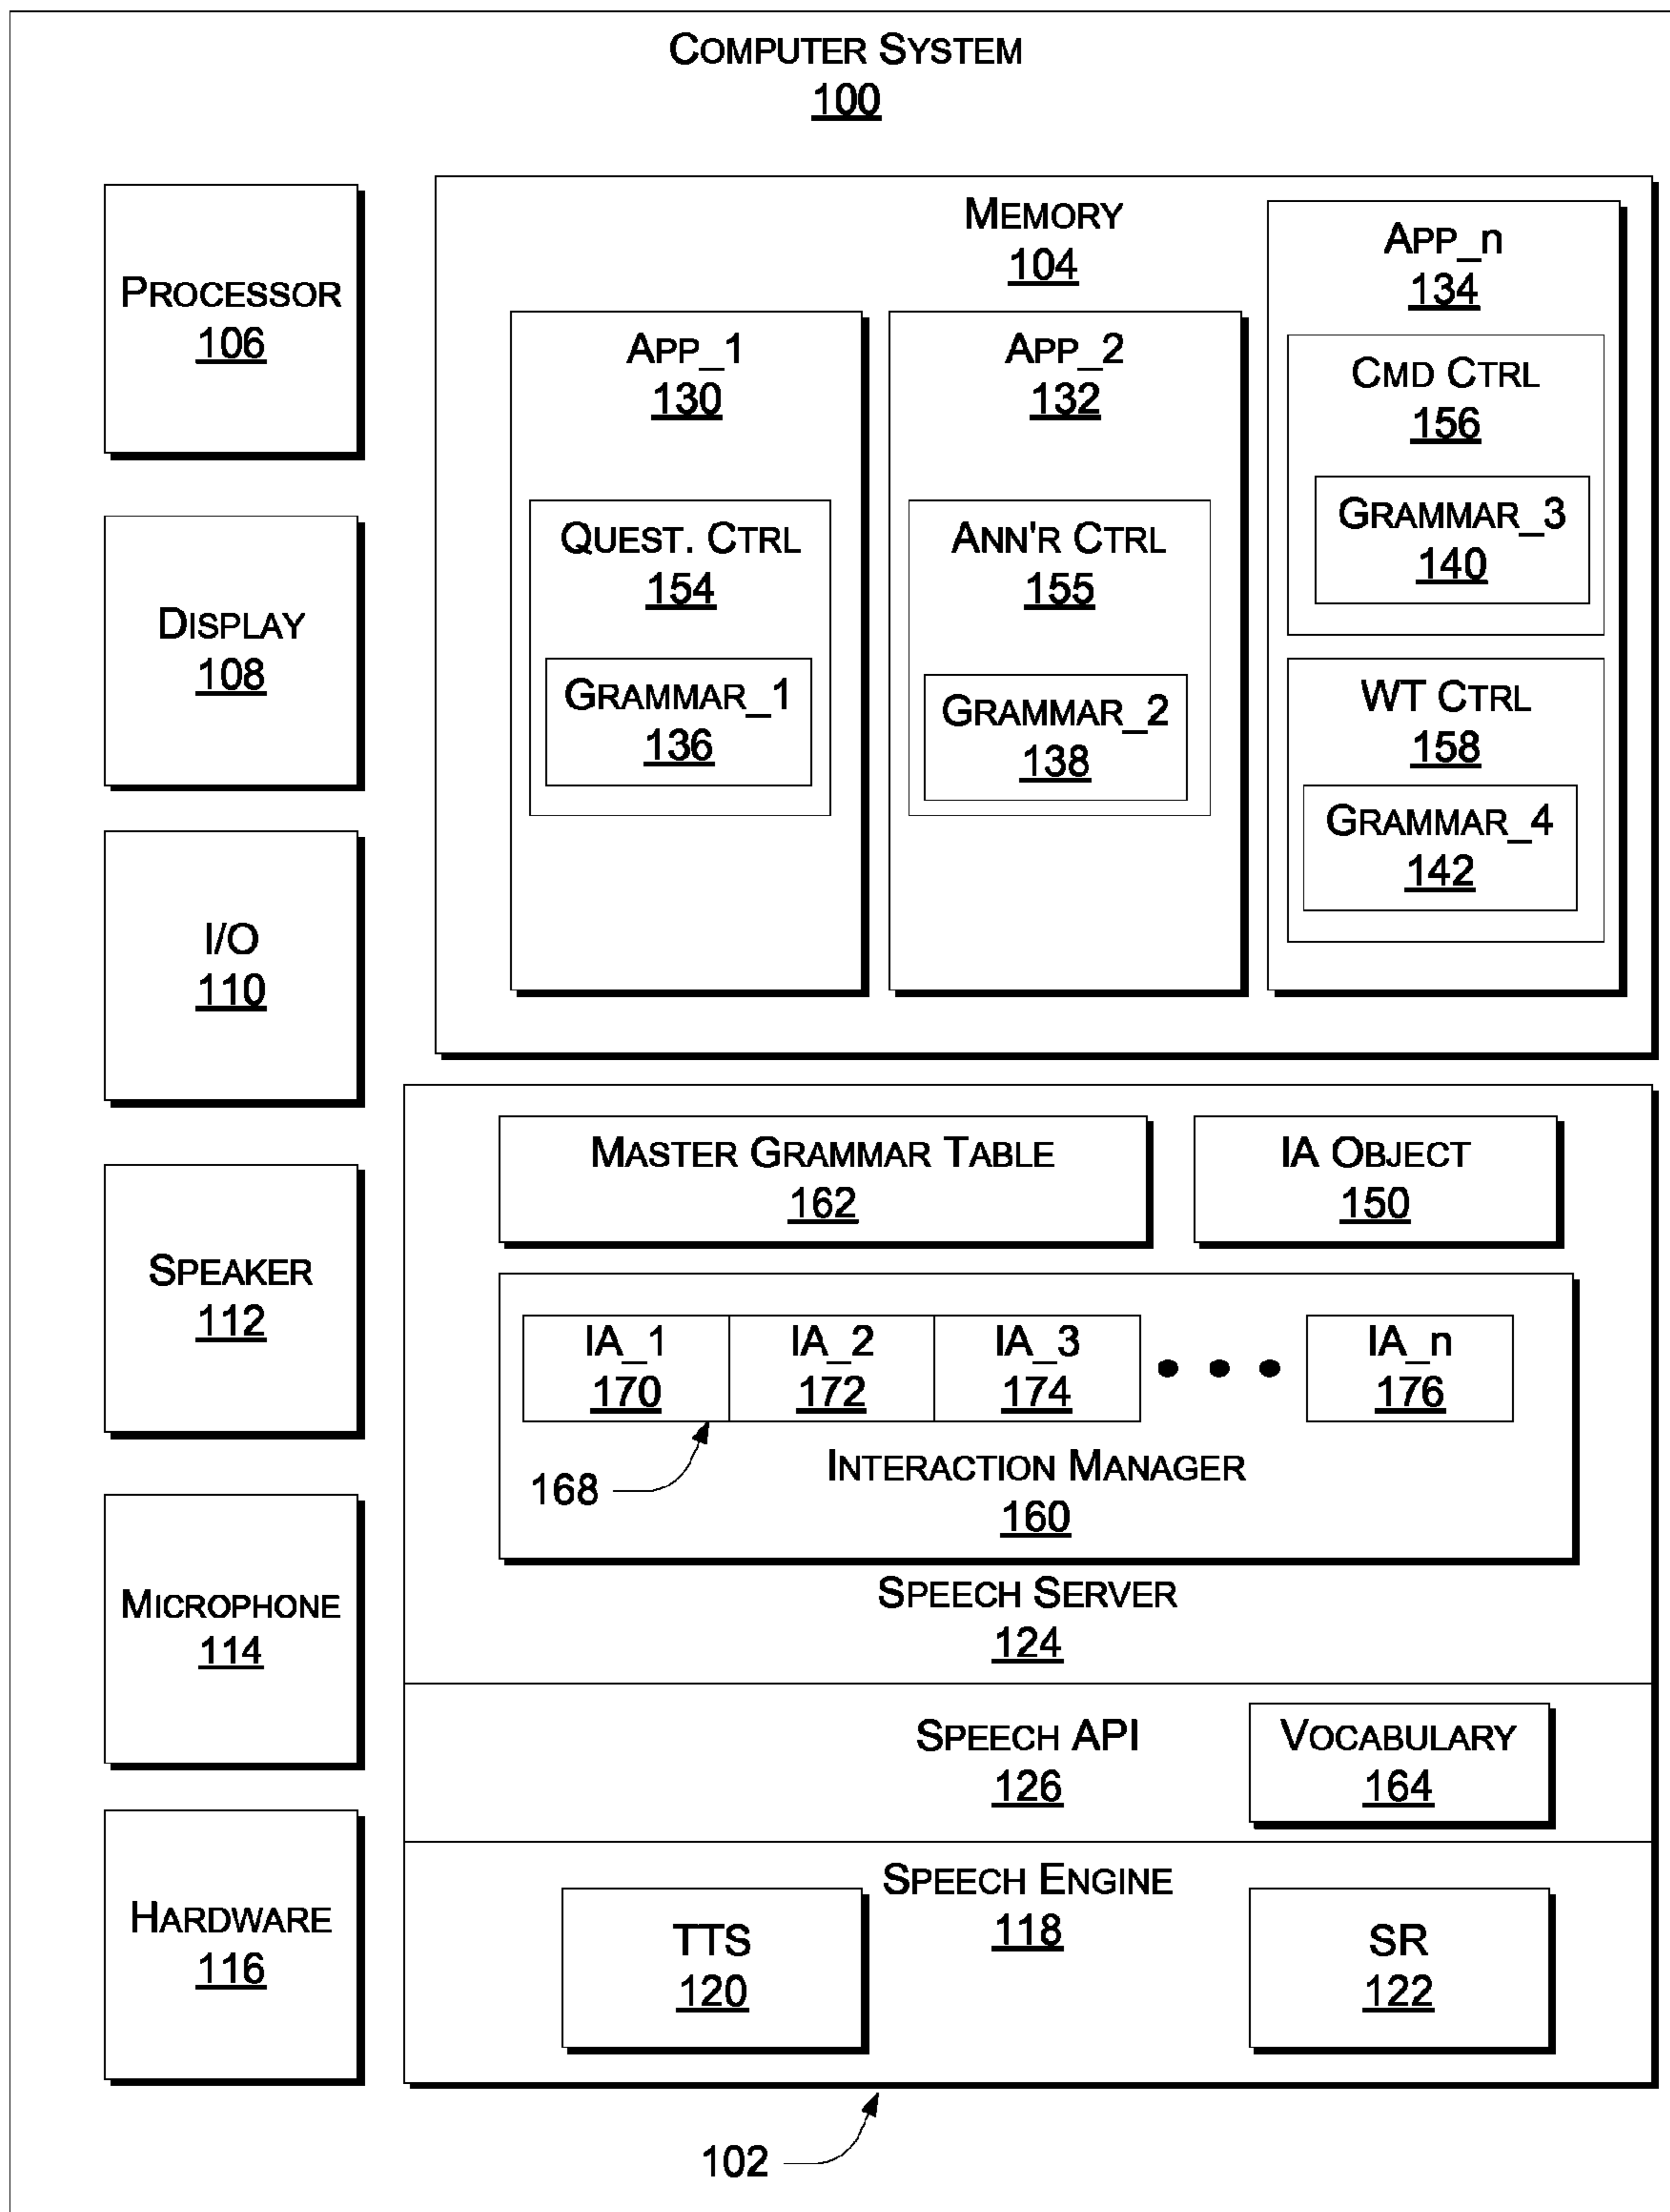 COMPUTER SYSTEM
100
PROCESSOR
106
DISPLAY
108
I/O
110
SPEAKER
112
MICROPHONE
114
HARDWARE
116
MEMORY
104
APP_1
130
QUEST. CTRL
154
GRAMMAR_1
136
APP_2
132
ANN'R CTRL
155
GRAMMAR_2
138
APP_n
134
CMD CTRL
156
GRAMMAR_3
140
WT CTRL
158
GRAMMAR_4
142
MASTER GRAMMAR TABLE
162
IA OBJECT
150
IA_1
170
IA_2
172
IA_3
174
IA_n
176
168
INTERACTION MANAGER
160
SPEECH SERVER
124
SPEECH API
126
VOCABULARY
164
SPEECH ENGINE
118
TTS
120
SR
122
102